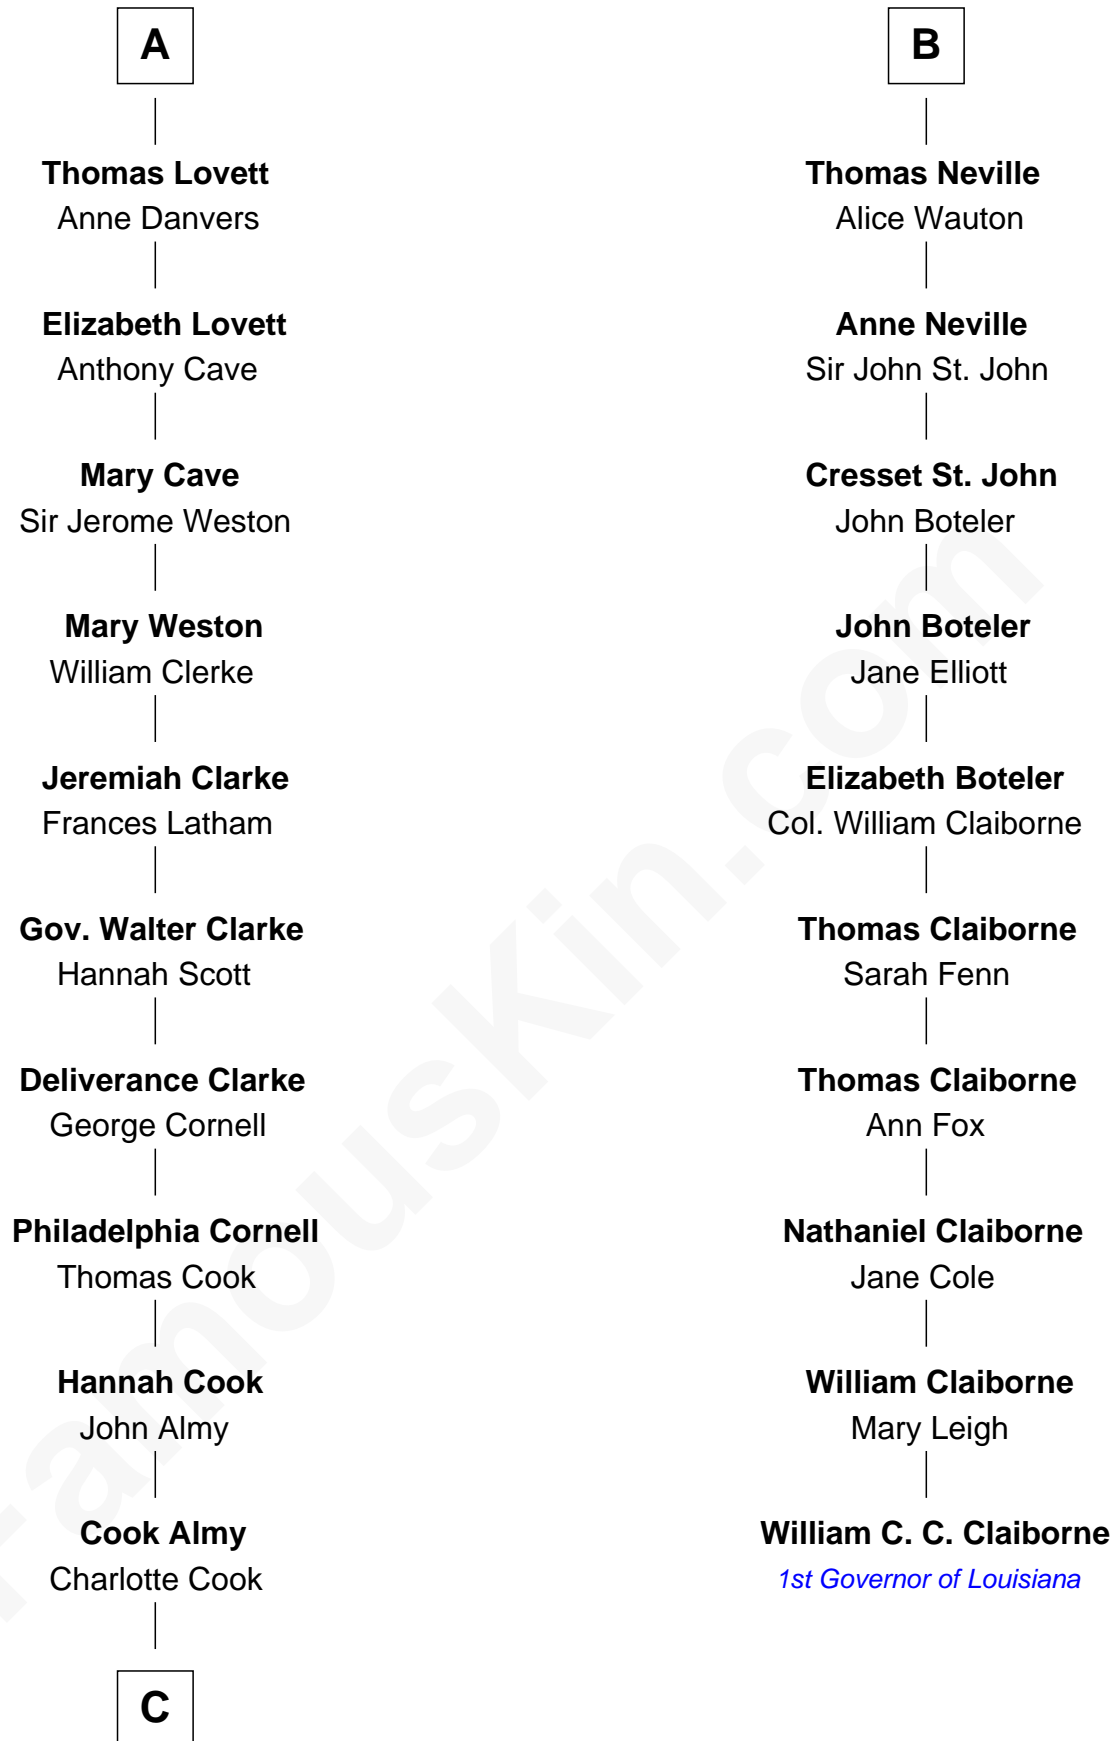 A
Thomas Lovett
Anne Danvers
Elizabeth Lovett
Anthony Cave
Mary Cave
Sir Jerome Weston
Mary Weston
William Clerke
Jeremiah Clarke
Frances Latham
Gov. Walter Clarke
Hannah Scott
Deliverance Clarke
George Cornell
Philadelphia Cornell
Thomas Cook
Hannah Cook
John Almy
Cook Almy
Charlotte Cook
C
B
Thomas Neville
Alice Wauton
Anne Neville
Sir John St. John
Cresset St. John
John Boteler
John Boteler
Jane Elliott
Elizabeth Boteler
Col. William Claiborne
Thomas Claiborne
Sarah Fenn
Thomas Claiborne
Ann Fox
Nathaniel Claiborne
Jane Cole
William Claiborne
Mary Leigh
William C. C. Claiborne
1st Governor of Louisiana
FamousKin.com